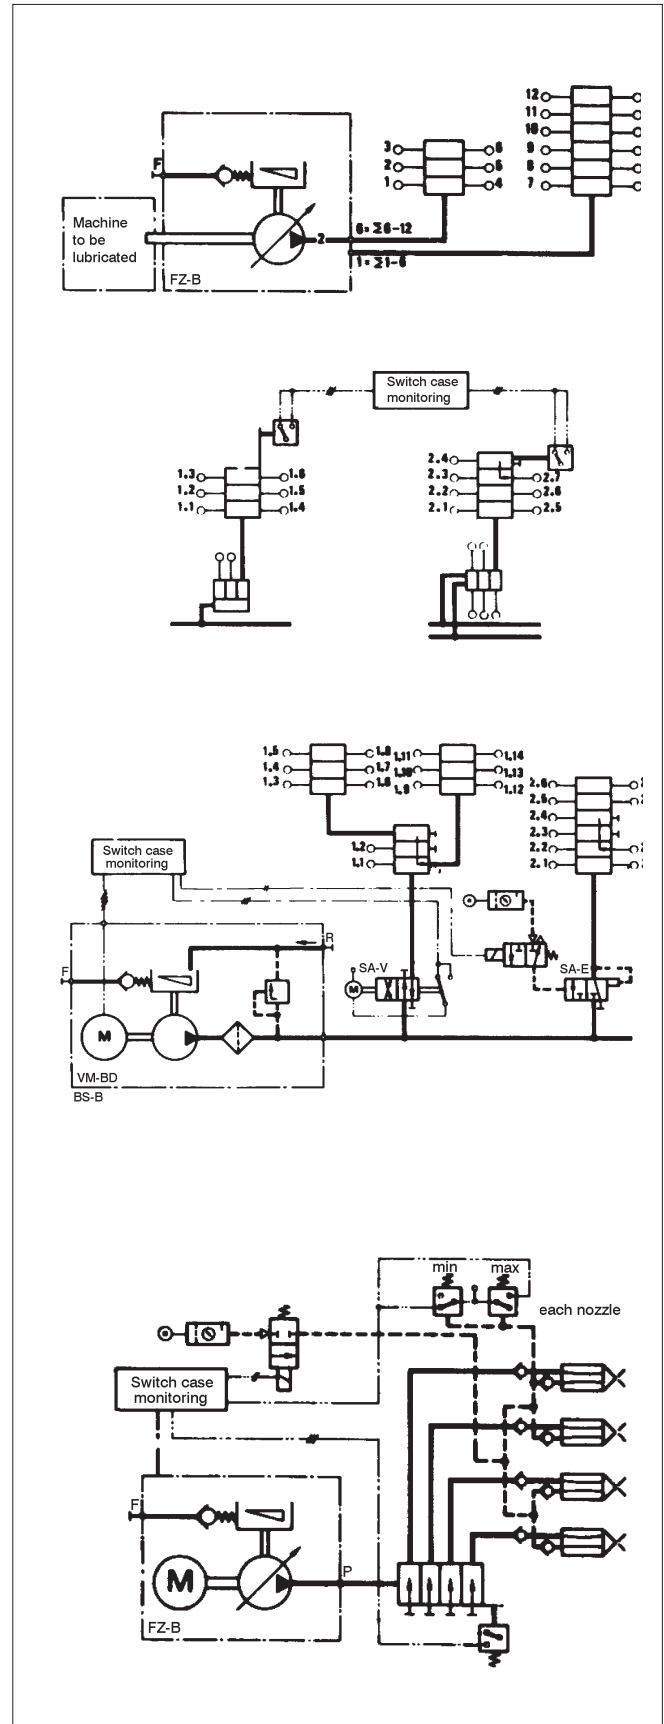 12
11
10
9
8
7
3 6
2 5
1 4
F
Machine
to be
lubricated
2
6 = Σ6-12
1 = Σ1-6
FZ-B
Switch case
monitoring
1.3 1.6
1.2 1.5
1.1 1.4
2.4
2.3 2.7
2.2 2.6
2.1 2.5
1.5 1.8 1.11 1.14
1.4 1.7 1.10 1.13
1.3 1.6 1.9 1.12
2.6
2.5
2.4
2.3
2.2
2.1
1.2
1.1
Switch case
monitoring
R
F
SA-V
SA-E
M
M
VM-BD
BS-B
min max
each nozzle
Switch case
monitoring
F
M
P
FZ-B